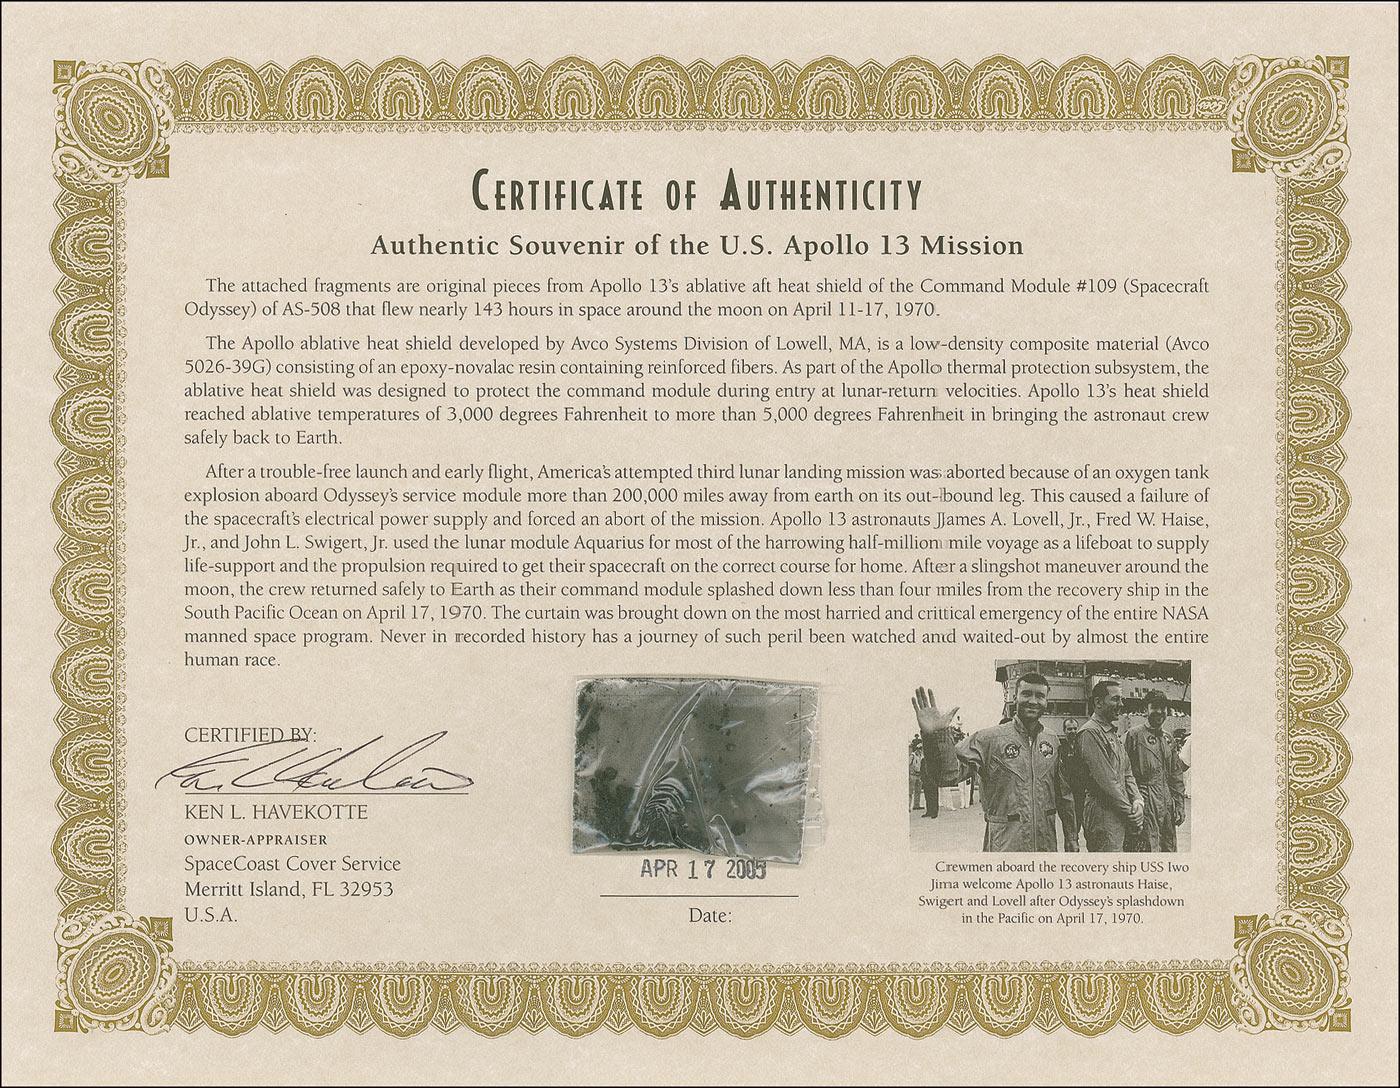 CERTIFICATE OF AUTHENTICITY
Authentic Souvenir of the U.S. Apollo 13 Mission
The attached fragments are original pieces from Apollo 13's ablative aft heat shield of the Command Module #109 (Spacecraft
Odyssey) of AS-508 that flew nearly 143 hours in space around the moon on April 11-17, 1970.
The Apollo ablative heat shield developed by Avco Systems Division of Lowell, MA, is a low-density composite material (Avco
5026-39G) consisting of an epoxy-novalac resin containing reinforced fibers. As part of the Apollo thermal protection subsystem, the
ablative heat shield was designed to protect the command module during entry at lunar-return velocities. Apollo 13's heat shield
reached ablative temperatures of 3,000 degrees Fahrenheit to more than 5,000 degrees Fahrenheit in bringing the astronaut crew
safely back to Earth.
After a trouble-free launch and early flight, America's attempted third lunar landing mission was aborted because of an oxygen tank
explosion aboard Odyssey's service module more than 200,000 miles away from earth on its out-bound leg. This caused a failure of
the spacecraft's electrical power supply and forced an abort of the mission. Apollo 13 astronauts James A. Lovell, Jr., Fred W. Haise,
Jr., and John L. Swigert, Jr. used the lunar module Aquarius for most of the harrowing half-million mile voyage as a lifeboat to supply
life-support and the propulsion required to get their spacecraft on the correct course for home. After a slingshot maneuver around the
moon, the crew returned safely to Earth as their command module splashed down less than four miles from the recovery ship in the
South Pacific Ocean on April 17, 1970. The curtain was brought down on the most harried and critical emergency of the entire NASA
manned space program. Never in recorded history has a journey of such peril been watched and waited-out by almost the entire
human race.
CERTIFIED BY:
KEN L. HAVEKOTTE
OWNER-APPRAISER
SpaceCoast Cover Service
Merritt Island, FL 32953
U.S.A.
APR 17 2005
Date:
Crewmen aboard the recovery ship USS Iwo
Jima welcome Apollo 13 astronauts Haise,
Swigert and Lovell after Odyssey's splashdown
in the Pacific on April 17, 1970.